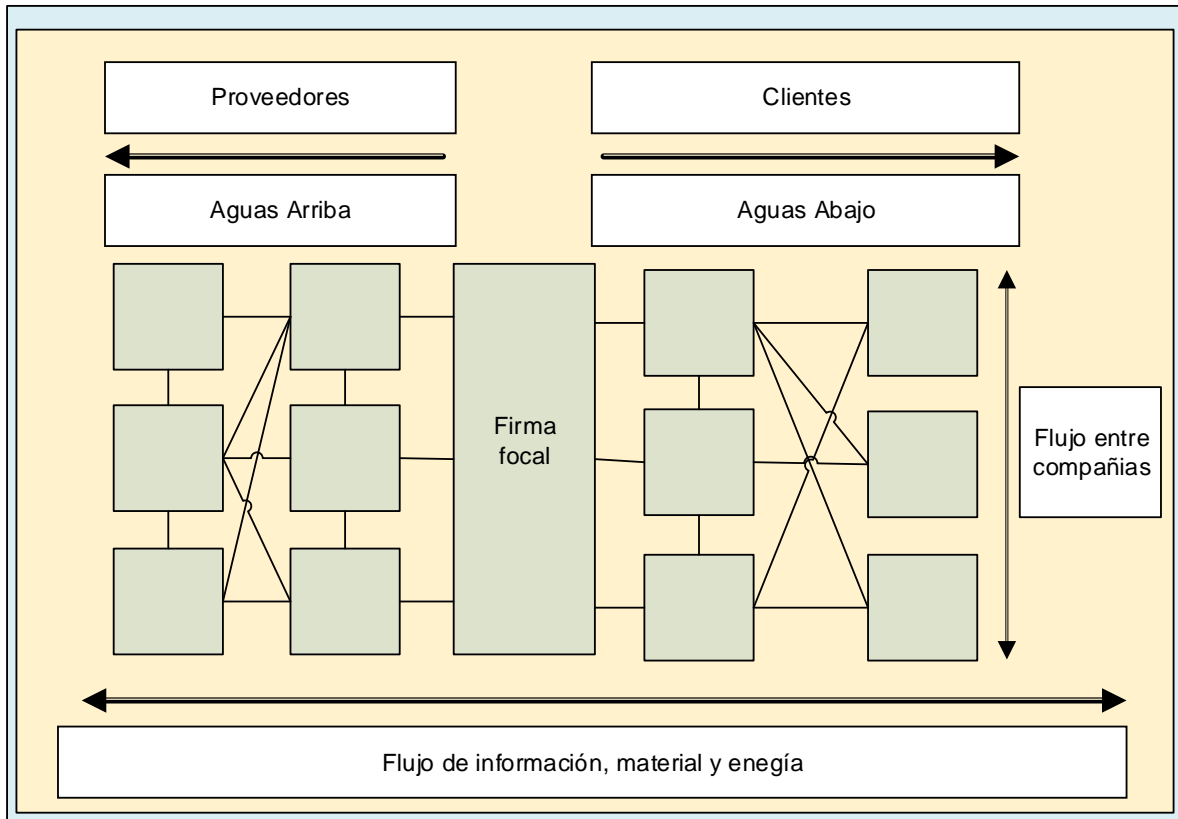 Proveedores
Clientes
Aguas Arriba
Aguas Abajo
Firma
focal
Flujo entre
compañias
Flujo de información, material y enegía